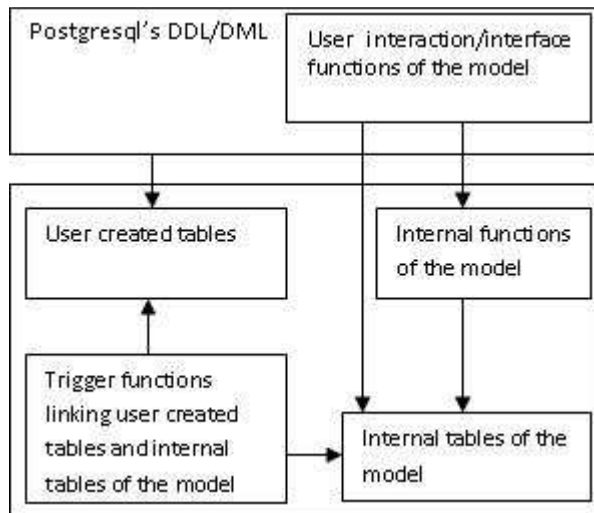 Postgresql's DDL/DML
User interaction/interface
functions of the model
User created tables
Internal functions
of the model
Trigger functions
linking user created
tables and internal
tables of the model
Internal tables of the
model